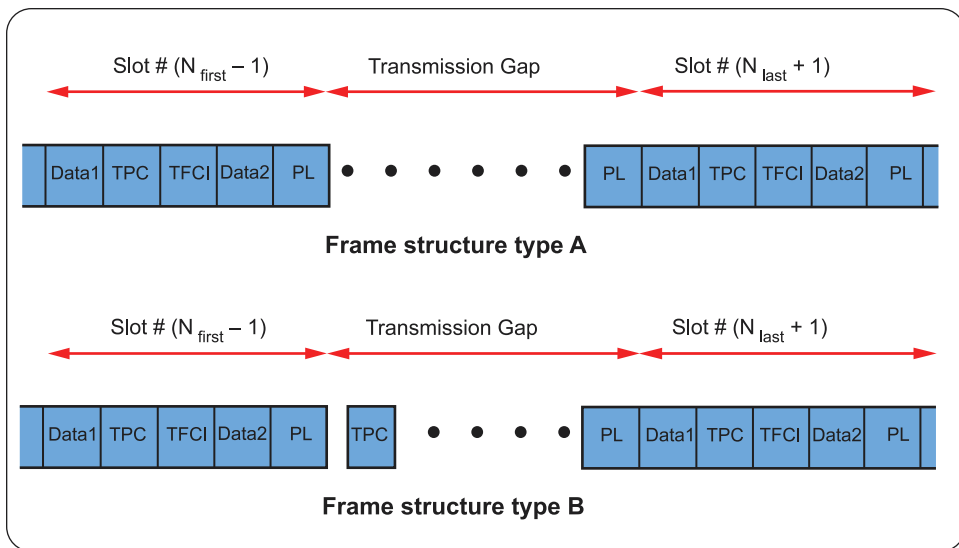 Slot # (N first – 1) Transmission Gap Slot # (N last + 1)
Data1 TPC TFCI Data2 PL PL Data1 TPC TFCI Data2 PL
Frame structure type A
Slot # (N first – 1) Transmission Gap Slot # (N last + 1)
Data1 TPC TFCI Data2 PL TPC PL Data1 TPC TFCI Data2 PL
Frame structure type B